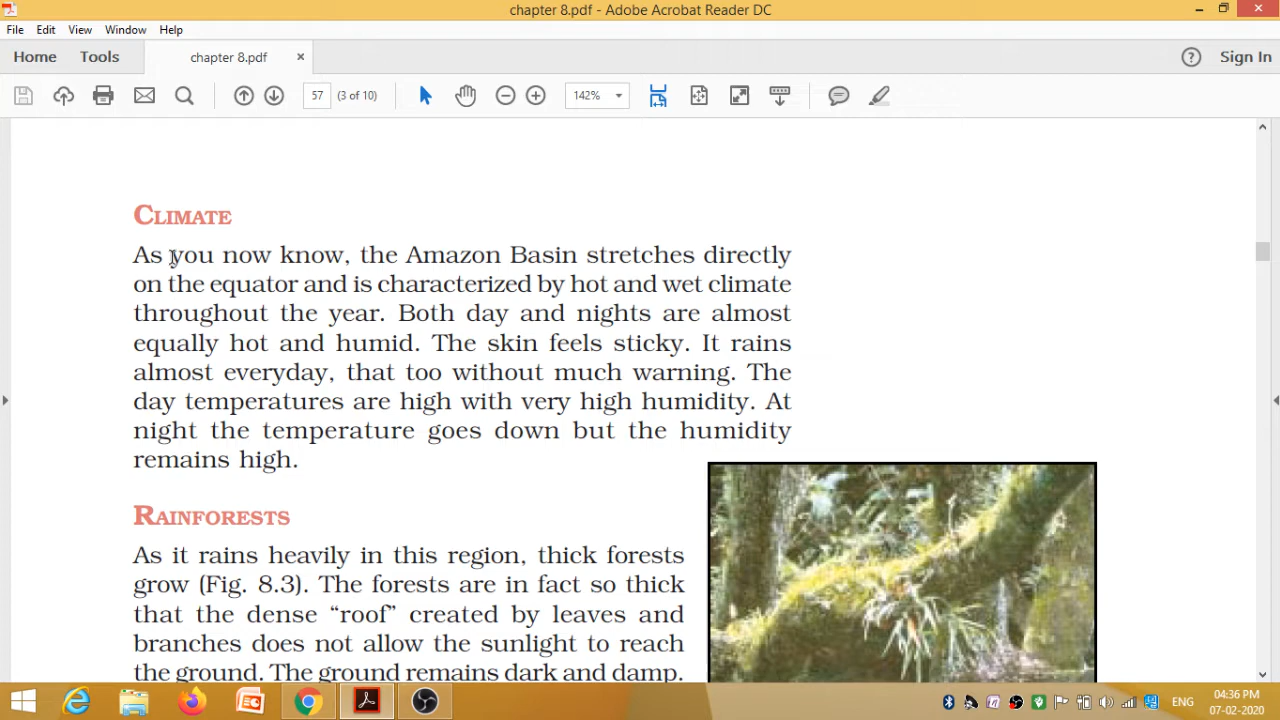 chapter 8.pdf - Adobe Acrobat Reader DC
File Edit View Window Help
Home Tools chapter 8.pdf × Sign In
57 (3 of 10) 142%
CLIMATE
As you now know, the Amazon Basin stretches directly
on the equator and is characterized by hot and wet climate
throughout the year. Both day and nights are almost
equally hot and humid. The skin feels sticky. It rains
almost everyday, that too without much warning. The
day temperatures are high with very high humidity. At
night the temperature goes down but the humidity
remains high.
RAINFORESTS
As it rains heavily in this region, thick forests
grow (Fig. 8.3). The forests are in fact so thick
that the dense “roof” created by leaves and
branches does not allow the sunlight to reach
the ground. The ground remains dark and damp.
ENG 04:36 PM
07-02-2020